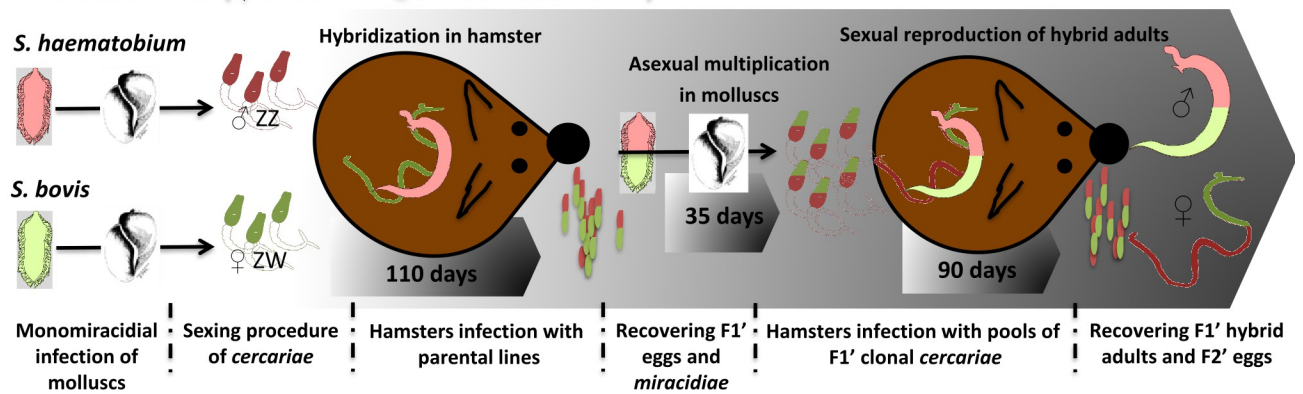 S. haematobium
♂ ZZ
S. bovis
♀ ZW
Hybridization in hamster
110 days
Asexual multiplication
in molluscs
35 days
Sexual reproduction of hybrid adults
90 days
♂
♀
Monomiracidial
infection of
molluscs
Sexing procedure
of cercariae
Hamsters infection with
parental lines
Recovering F1’
eggs and
miracidiae
Hamsters infection with pools of
F1’ clonal cercariae
Recovering F1’ hybrid
adults and F2’ eggs